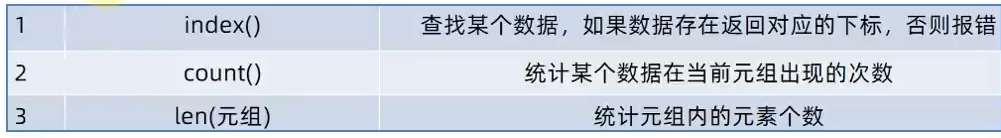 1 index() 查找某个数据，如果数据存在返回对应的下标，否则报错
2 count() 统计某个数据在当前元组出现的次数
3 len(元组) 统计元组内的元素个数